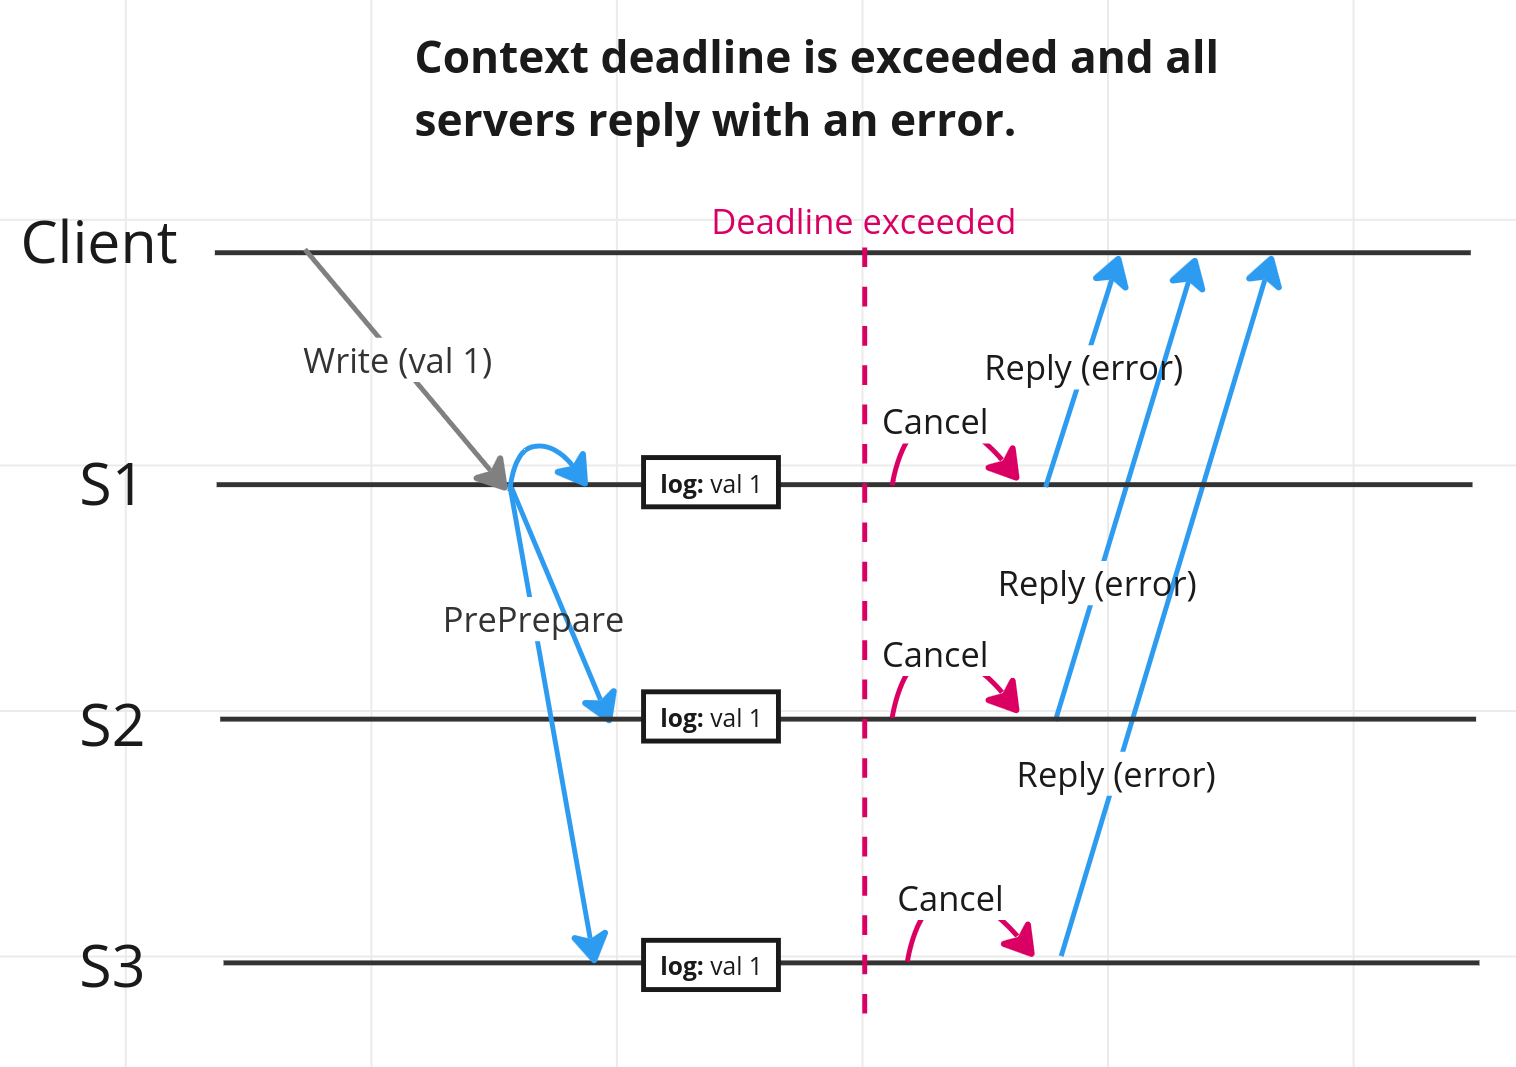 Context deadline is exceeded and all
servers reply with an error.
Deadline exceeded
Client
Write (val 1)
Reply (error)
Cancel
S1
log: val 1
Reply (error)
PrePrepare
Cancel
S2
log: val 1
Reply (error)
Cancel
S3
log: val 1